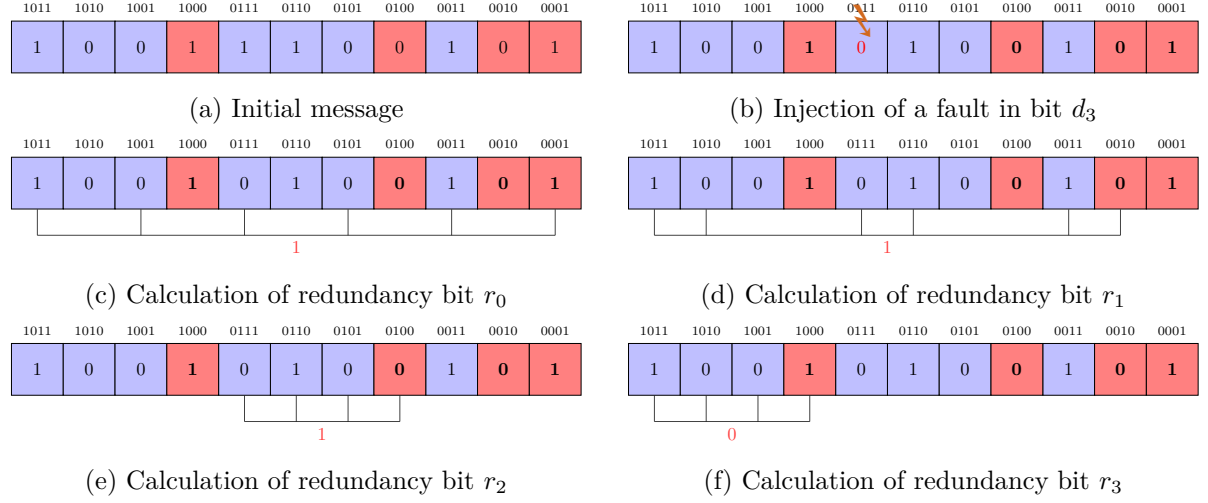 1011 1010 1001 1000 0111 0110 0101 0100 0011 0010 0001
1 0 0 1 1 1 0 0 1 0 1
(a) Initial message
1011 1010 1001 1000 0111 0110 0101 0100 0011 0010 0001
1 0 0 1 0 1 0 0 1 0 1
(b) Injection of a fault in bit d3
1011 1010 1001 1000 0111 0110 0101 0100 0011 0010 0001
1 0 0 1 0 1 0 0 1 0 1
1
(c) Calculation of redundancy bit r0
1011 1010 1001 1000 0111 0110 0101 0100 0011 0010 0001
1 0 0 1 0 1 0 0 1 0 1
1
(d) Calculation of redundancy bit r1
1011 1010 1001 1000 0111 0110 0101 0100 0011 0010 0001
1 0 0 1 0 1 0 0 1 0 1
1
(e) Calculation of redundancy bit r2
1011 1010 1001 1000 0111 0110 0101 0100 0011 0010 0001
1 0 0 1 0 1 0 0 1 0 1
0
(f) Calculation of redundancy bit r3